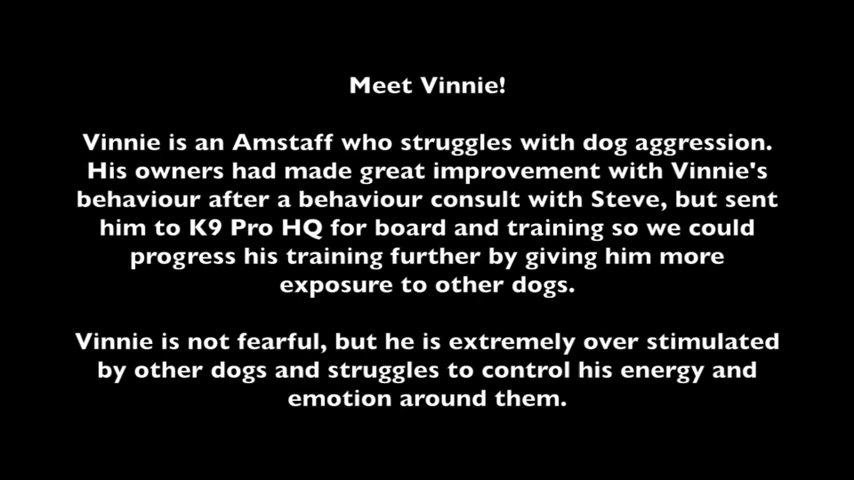 Meet Vinnie!
Vinnie is an Amstaff who struggles with dog aggression.
His owners had made great improvement with Vinnie's
behaviour after a behaviour consult with Steve, but sent
him to K9 Pro HQ for board and training so we could
progress his training further by giving him more
exposure to other dogs.
Vinnie is not fearful, but he is extremely over stimulated
by other dogs and struggles to control his energy and
emotion around them.